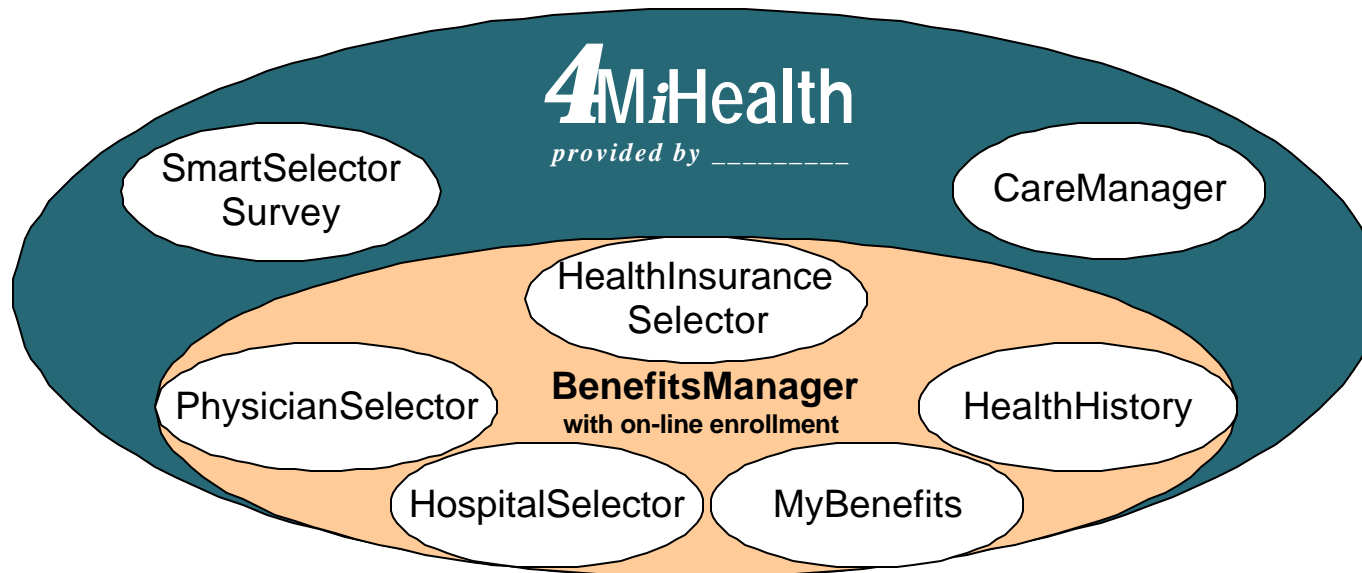 4MiHealth
provided by _________
SmartSelector
Survey
CareManager
HealthInsurance
Selector
BenefitsManager
with on-line enrollment
PhysicianSelector
HealthHistory
HospitalSelector
MyBenefits